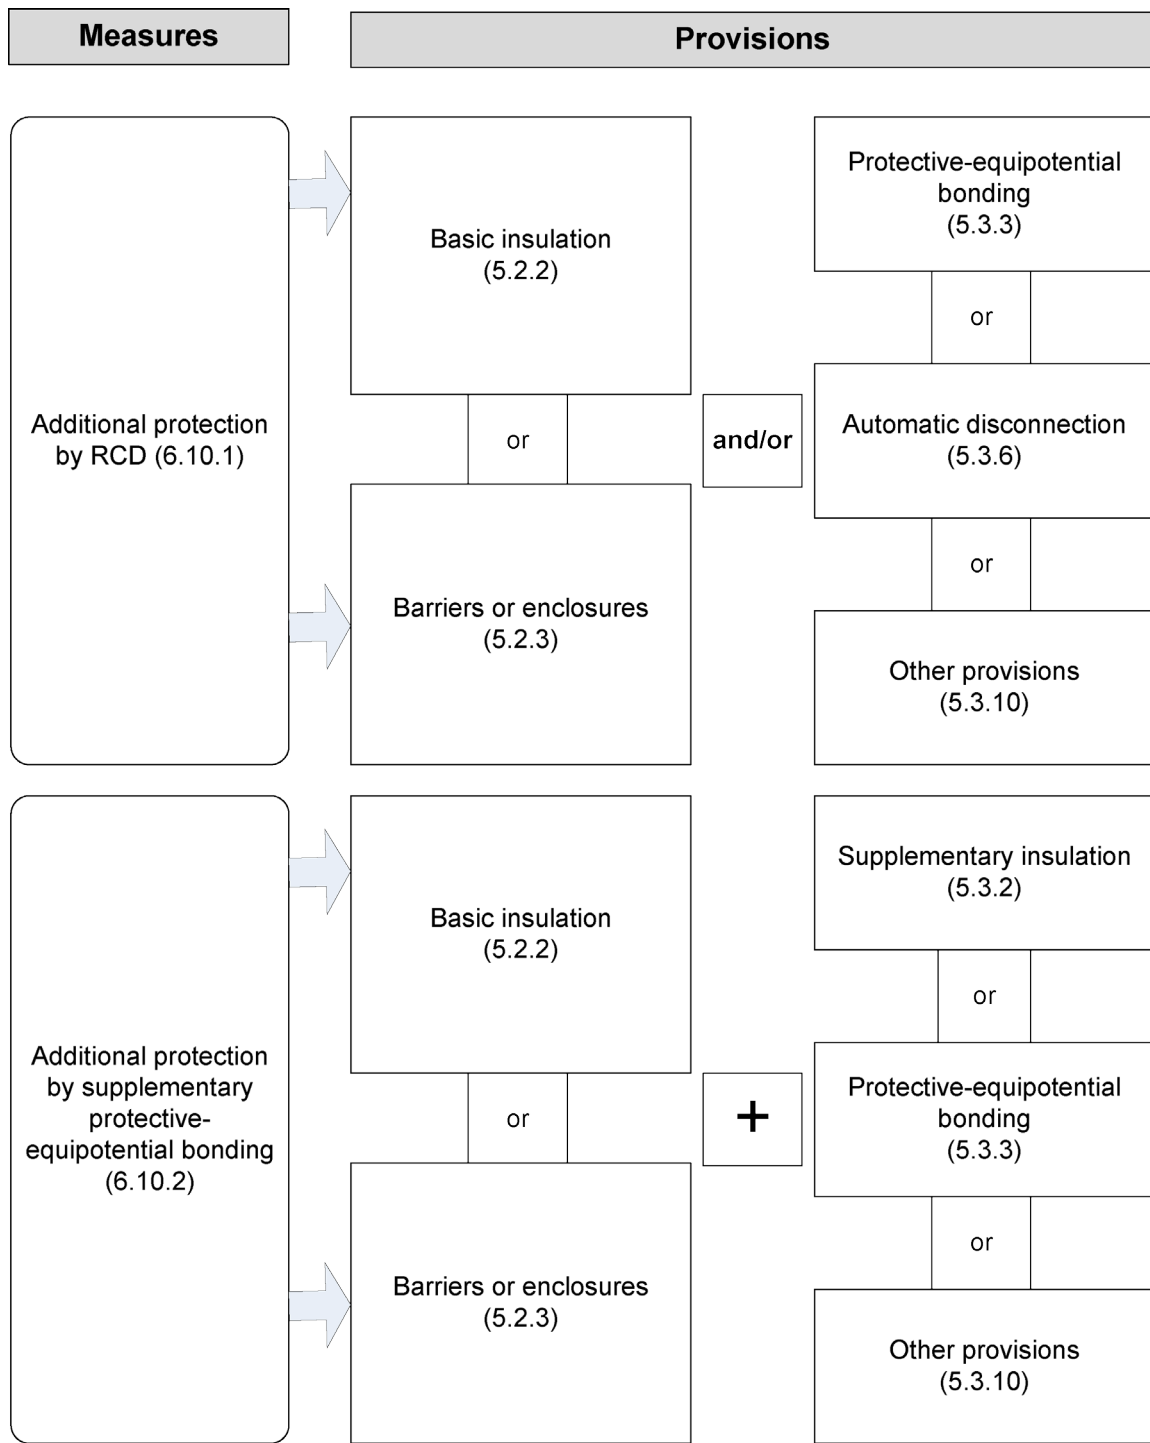 Measures
Provisions
Additional protection
by RCD (6.10.1)
Basic insulation
(5.2.2)
or
Barriers or enclosures
(5.2.3)
and/or
Protective-equipotential
bonding
(5.3.3)
or
Automatic disconnection
(5.3.6)
or
Other provisions
(5.3.10)
Additional protection
by supplementary
protective-
equipotential bonding
(6.10.2)
Basic insulation
(5.2.2)
or
Barriers or enclosures
(5.2.3)
+
Supplementary insulation
(5.3.2)
or
Protective-equipotential
bonding
(5.3.3)
or
Other provisions
(5.3.10)